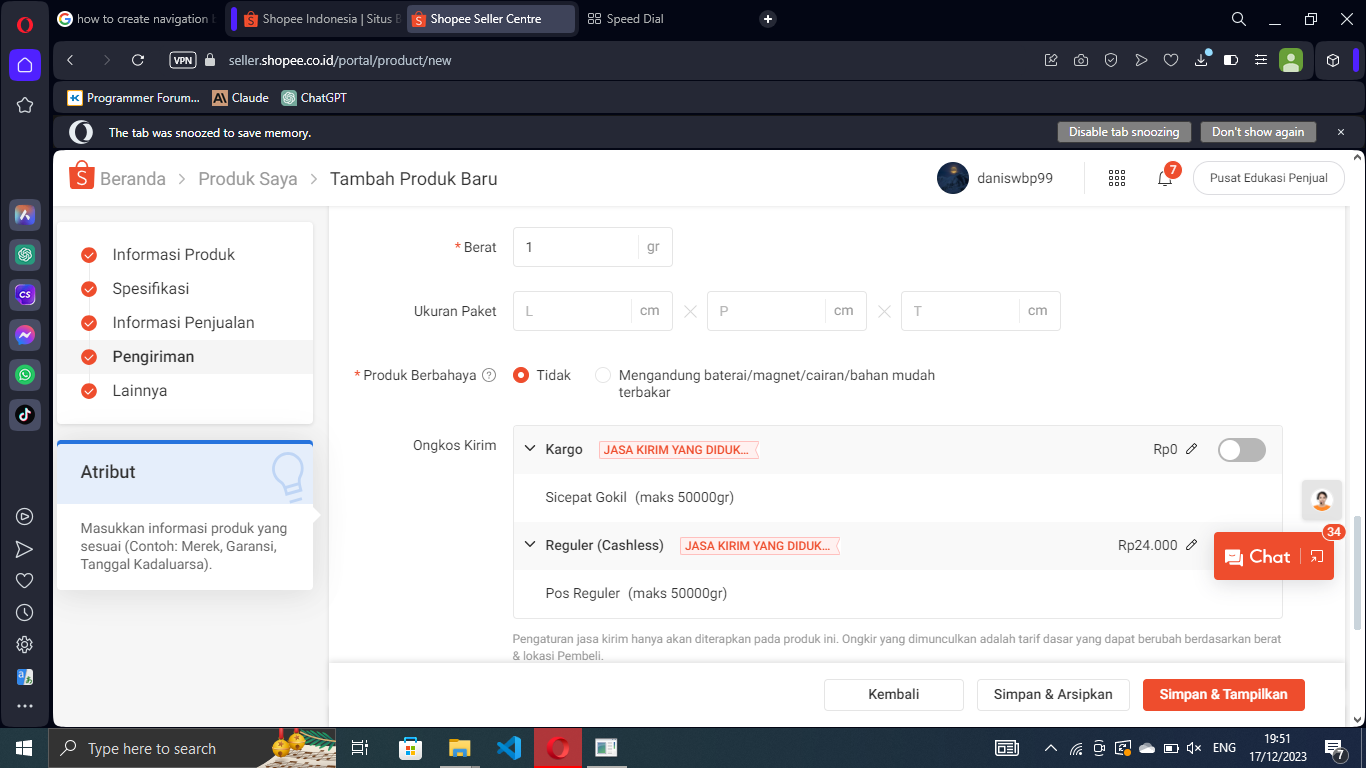 how to create navigation b
Shopee Indonesia | Situs B
Shopee Seller Centre
Speed Dial
VPN
seller.shopee.co.id/portal/product/new
Programmer Forum...
Claude
ChatGPT
The tab was snoozed to save memory.
Disable tab snoozing
Don't show again
Beranda > Produk Saya > Tambah Produk Baru
daniswbp99
7
Pusat Edukasi Penjual
Informasi Produk
Spesifikasi
Informasi Penjualan
Pengiriman
Lainnya
Atribut
Masukkan informasi produk yang
sesuai (Contoh: Merek, Garansi,
Tanggal Kadaluarsa).
* Berat 1 gr
Ukuran Paket L cm P cm T cm
* Produk Berbahaya ? Tidak Mengandung baterai/magnet/cairan/bahan mudah
terbakar
Ongkos Kirim
Kargo JASA KIRIM YANG DIDUK... Rp0
Sicepat Gokil (maks 50000gr)
Reguler (Cashless) JASA KIRIM YANG DIDUK... Rp24.000
Pos Reguler (maks 50000gr)
Pengaturan jasa kirim hanya akan diterapkan pada produk ini. Ongkir yang dimunculkan adalah tarif dasar yang dapat berubah berdasarkan berat
& lokasi Pembeli.
34
Chat
Kembali
Simpan & Arsipkan
Simpan & Tampilkan
CS
Type here to search
ENG
19:51
17/12/2023
7